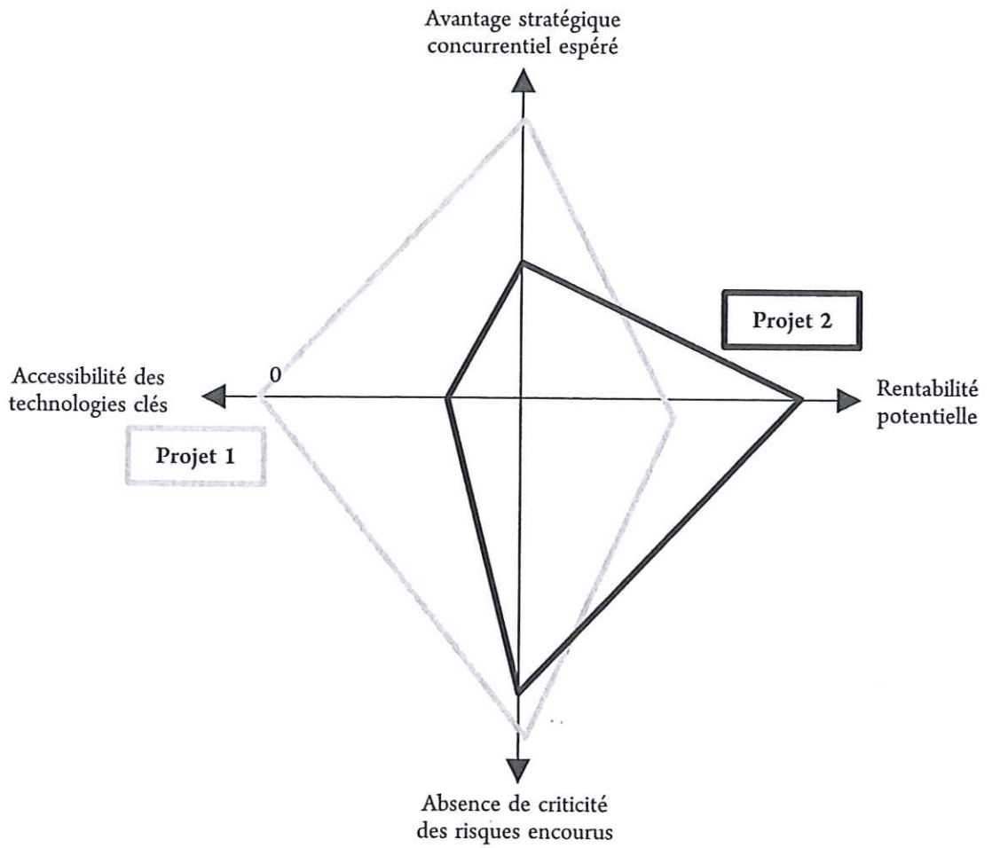 Avantage stratégique
concurrentiel espéré
Projet 2
0
Accessibilité des
technologies clés
Rentabilité
potentielle
Projet 1
Absence de criticité
des risques encourus